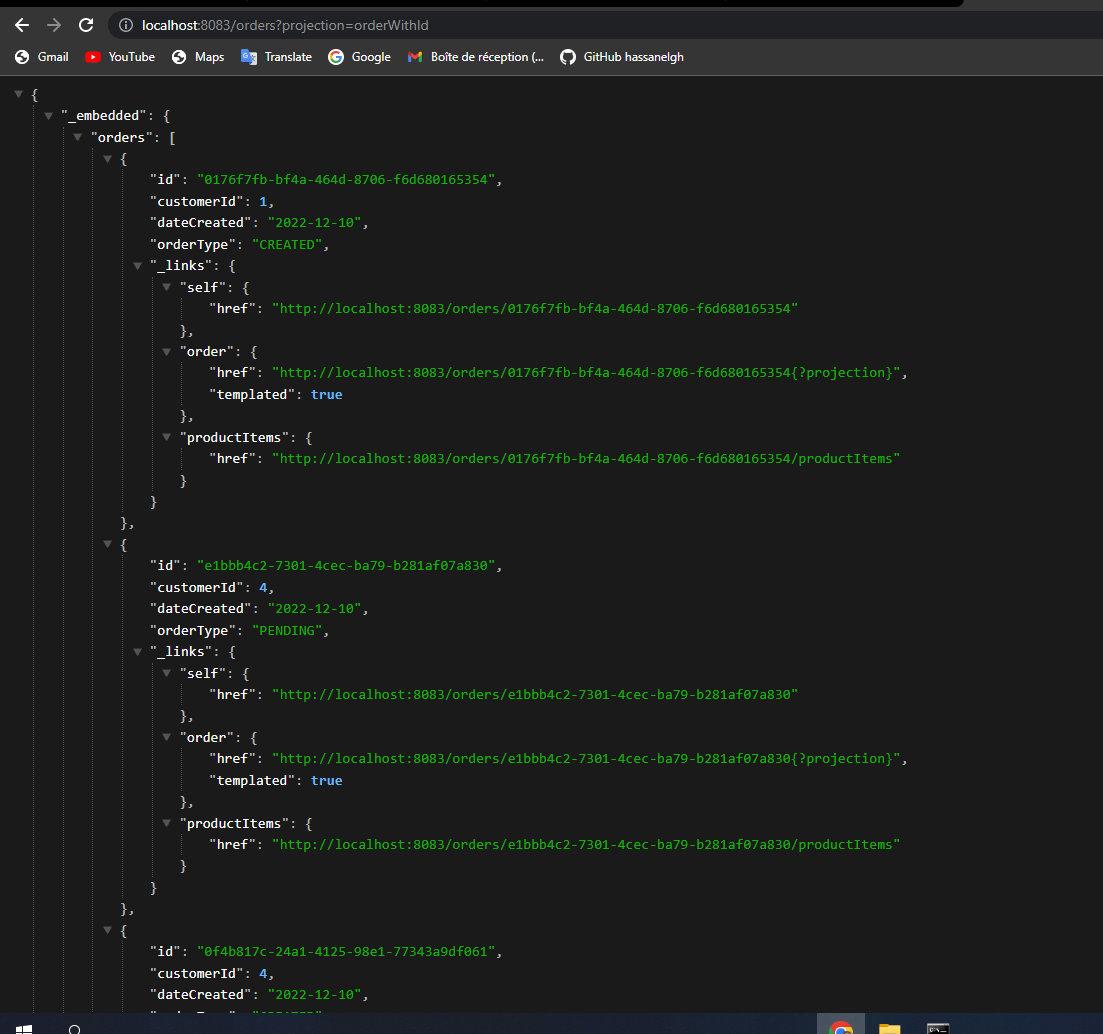 localhost:8083/orders?projection=orderWithId
Gmail YouTube Maps Translate Google Boîte de réception (... GitHub hassanelgh
{
"_embedded": {
"orders": [
{
"id": "0176f7fb-bf4a-464d-8706-f6d680165354",
"customerId": 1,
"dateCreated": "2022-12-10",
"orderType": "CREATED",
"_links": {
"self": {
"href": "http://localhost:8083/orders/0176f7fb-bf4a-464d-8706-f6d680165354"
},
"order": {
"href": "http://localhost:8083/orders/0176f7fb-bf4a-464d-8706-f6d680165354{?projection}",
"templated": true
},
"productItems": {
"href": "http://localhost:8083/orders/0176f7fb-bf4a-464d-8706-f6d680165354/productItems"
}
}
},
{
"id": "e1bbb4c2-7301-4cec-ba79-b281af07a830",
"customerId": 4,
"dateCreated": "2022-12-10",
"orderType": "PENDING",
"_links": {
"self": {
"href": "http://localhost:8083/orders/e1bbb4c2-7301-4cec-ba79-b281af07a830"
},
"order": {
"href": "http://localhost:8083/orders/e1bbb4c2-7301-4cec-ba79-b281af07a830{?projection}",
"templated": true
},
"productItems": {
"href": "http://localhost:8083/orders/e1bbb4c2-7301-4cec-ba79-b281af07a830/productItems"
}
}
},
{
"id": "0f4b817c-24a1-4125-98e1-77343a9df061",
"customerId": 4,
"dateCreated": "2022-12-10",